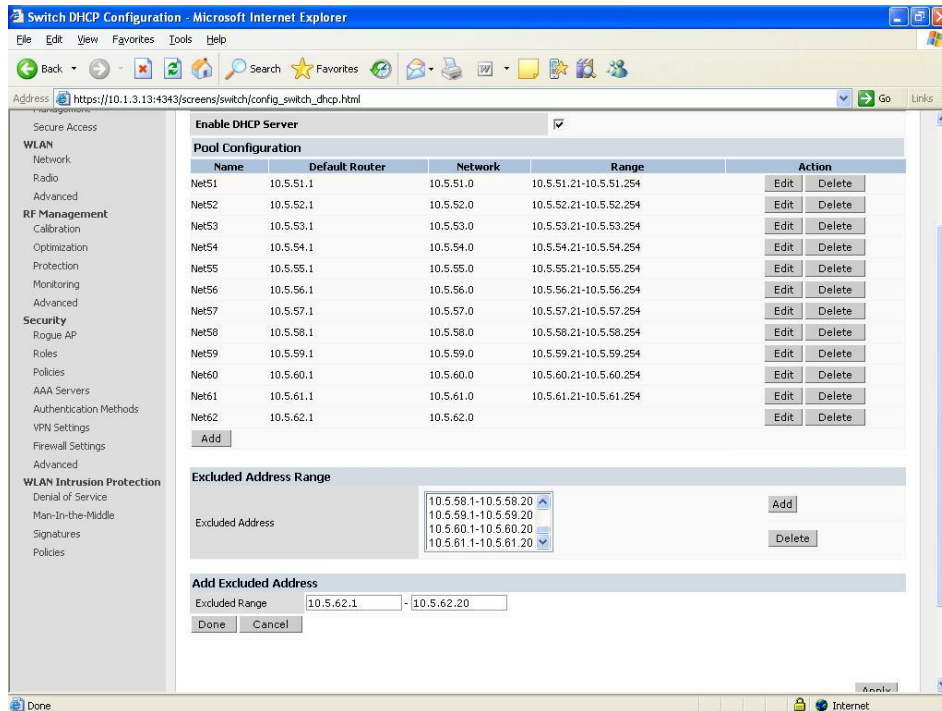 Switch DHCP Configuration - Microsoft Internet Explorer
File Edit View Favorites Tools Help
Back Search Favorites
Address https://10.1.3.13:4343/screens/switch/config_switch_dhcp.html Go Links
Secure Access
WLAN
Network
Radio
Advanced
RF Management
Calibration
Optimization
Protection
Monitoring
Advanced
Security
Rogue AP
Roles
Policies
AAA Servers
Authentication Methods
VPN Settings
Firewall Settings
Advanced
WLAN Intrusion Protection
Denial of Service
Man-In-the-Middle
Signatures
Policies
Enable DHCP Server
Pool Configuration
Name Default Router Network Range Action
Net51 10.5.51.1 10.5.51.0 10.5.51.21-10.5.51.254 Edit Delete
Net52 10.5.52.1 10.5.52.0 10.5.52.21-10.5.52.254 Edit Delete
Net53 10.5.53.1 10.5.53.0 10.5.53.21-10.5.53.254 Edit Delete
Net54 10.5.54.1 10.5.54.0 10.5.54.21-10.5.54.254 Edit Delete
Net55 10.5.55.1 10.5.55.0 10.5.55.21-10.5.55.254 Edit Delete
Net56 10.5.56.1 10.5.56.0 10.5.56.21-10.5.56.254 Edit Delete
Net57 10.5.57.1 10.5.57.0 10.5.57.21-10.5.57.254 Edit Delete
Net58 10.5.58.1 10.5.58.0 10.5.58.21-10.5.58.254 Edit Delete
Net59 10.5.59.1 10.5.59.0 10.5.59.21-10.5.59.254 Edit Delete
Net60 10.5.60.1 10.5.60.0 10.5.60.21-10.5.60.254 Edit Delete
Net61 10.5.61.1 10.5.61.0 10.5.61.21-10.5.61.254 Edit Delete
Net62 10.5.62.1 10.5.62.0 Edit Delete
Add
Excluded Address Range
Excluded Address
10.5.58.1-10.5.58.20
10.5.59.1-10.5.59.20
10.5.60.1-10.5.60.20
10.5.61.1-10.5.61.20
Add
Delete
Add Excluded Address
Excluded Range 10.5.62.1 - 10.5.62.20
Done Cancel
Apply
Done Internet